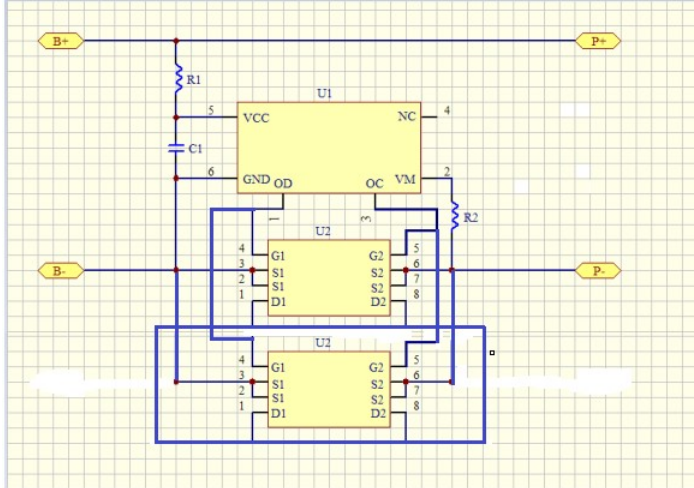 B+
P+
R1
U1
5
VCC
NC
4
C1
6
GND
OD
OC
VM
2
1
3
R2
U2
4
G1
G2
5
3
S1
S2
6
2
S1
S2
7
1
D1
D2
8
B-
P-
U2
4
G1
G2
5
3
S1
S2
6
2
S1
S2
7
1
D1
D2
8